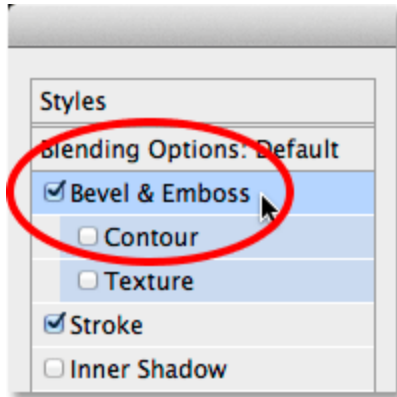 Styles
Blending Options: Default
Bevel & Emboss
Contour
Texture
Stroke
Inner Shadow